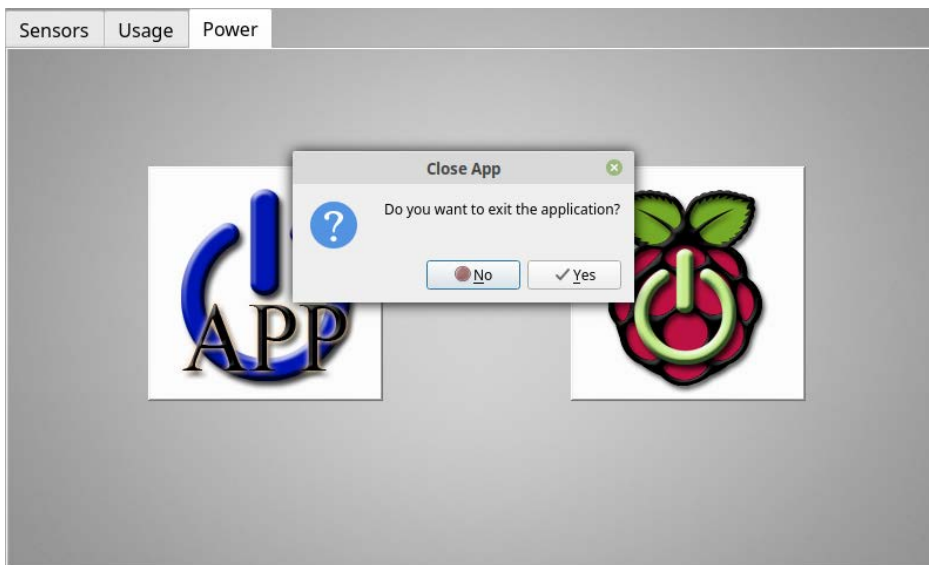 Sensors Usage Power
Close App
Do you want to exit the application?
No Yes
APP